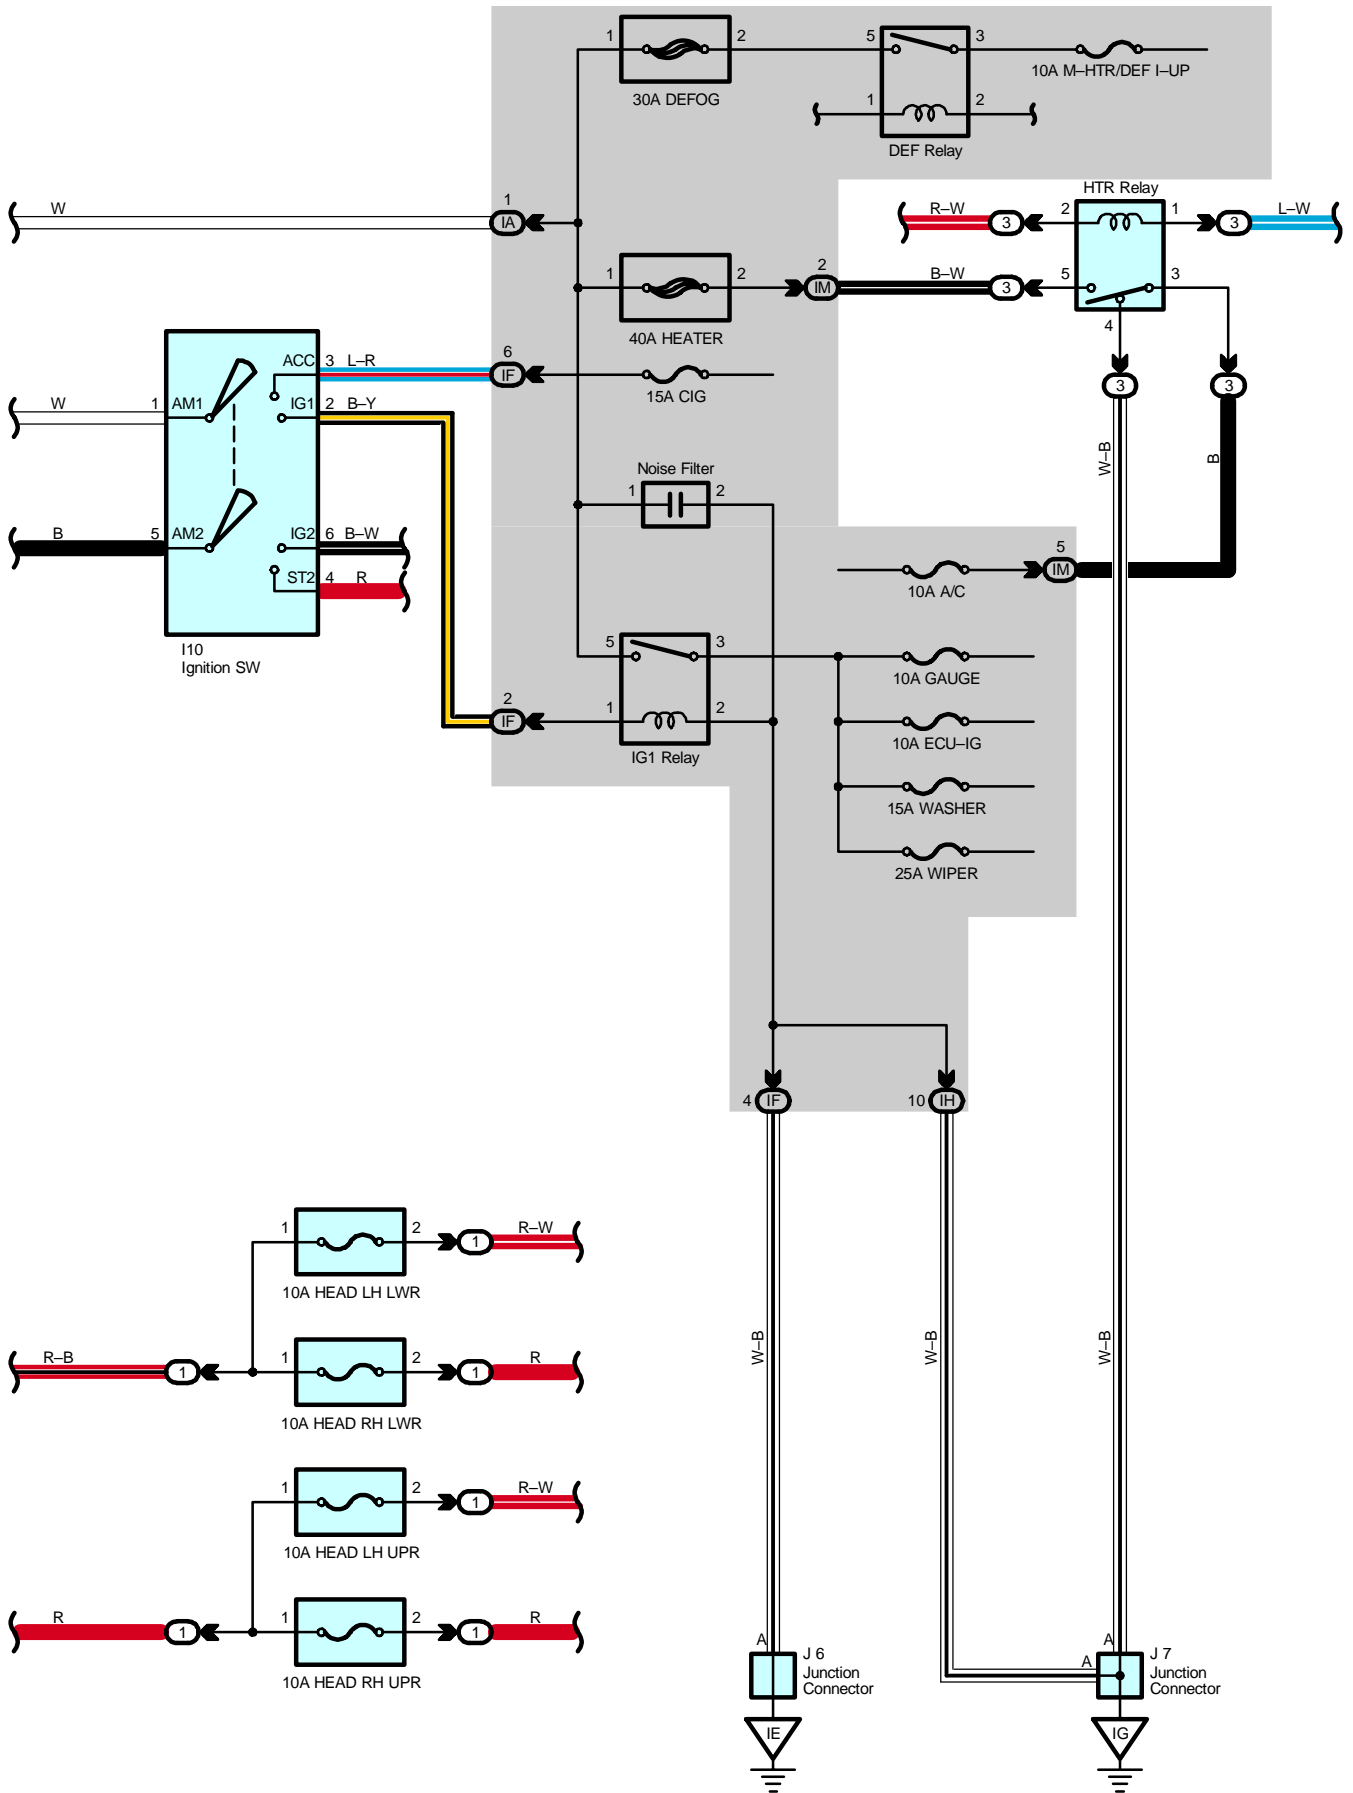 1 2 5 3
10A M–HTR/DEF I–UP
30A DEFOG
1 2
DEF Relay
HTR Relay
W 1 IA
R–W 3 2 1 3 L–W
1 2 2 IM B–W 3 5 3
40A HEATER
4
ACC 3 L–R 6 IF
15A CIG
3 3
W 1 AM1 IG1 2 B–Y
W–B B
Noise Filter
1 2
B 5 AM2 IG2 6 B–W
ST2 4 R
5 IM
10A A/C
I10
Ignition SW
5 3
10A GAUGE
2 IF 1 2
10A ECU–IG
IG1 Relay
15A WASHER
25A WIPER
4 IF 10 IH
1 2 1 R–W
10A HEAD LH LWR
W–B W–B W–B
R–B 1 1 2 1 R
10A HEAD RH LWR
1 2 1 R–W
10A HEAD LH UPR
R 1 1 2 1 R
10A HEAD RH UPR
A J 6
Junction
Connector
A A J 7
Junction
Connector
IE IG